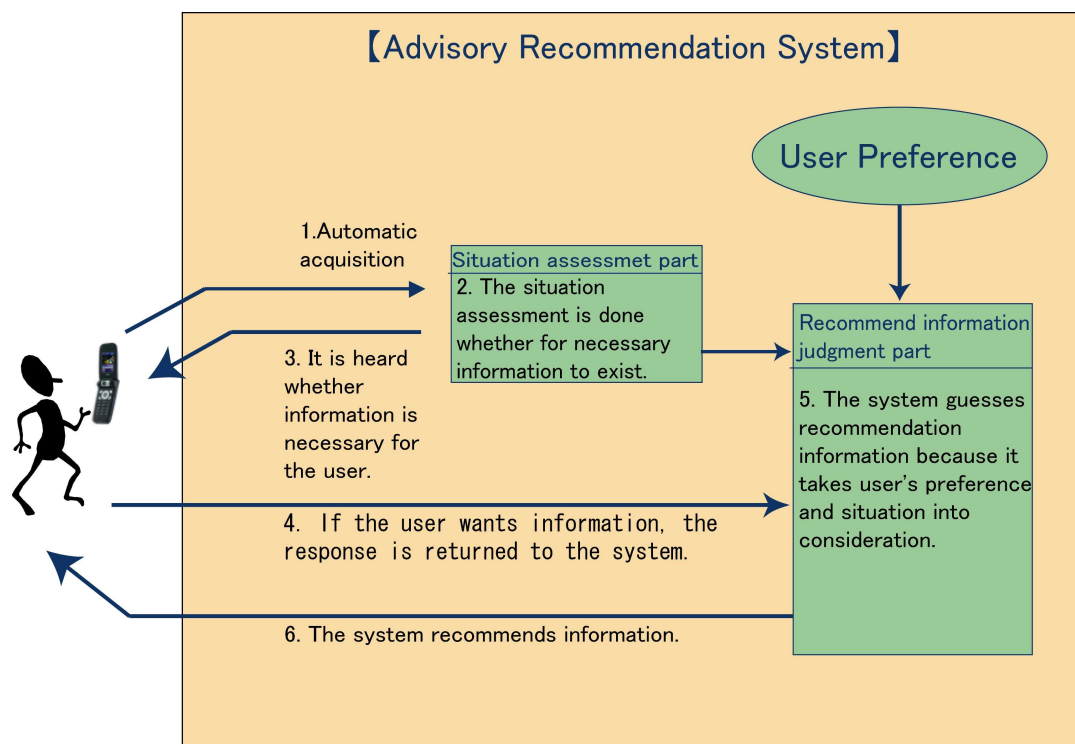 【Advisory Recommendation System】
User Preference
1.Automatic
acquisition
Situation assessmet part
2. The situation
assessment is done
whether for necessary
information to exist.
3. It is heard
whether
information is
necessary for
the user.
Recommend information
judgment part
5. The system guesses
recommendation
information because it
takes user's preference
and situation into
consideration.
4. If the user wants information, the
response is returned to the system.
6. The system recommends information.